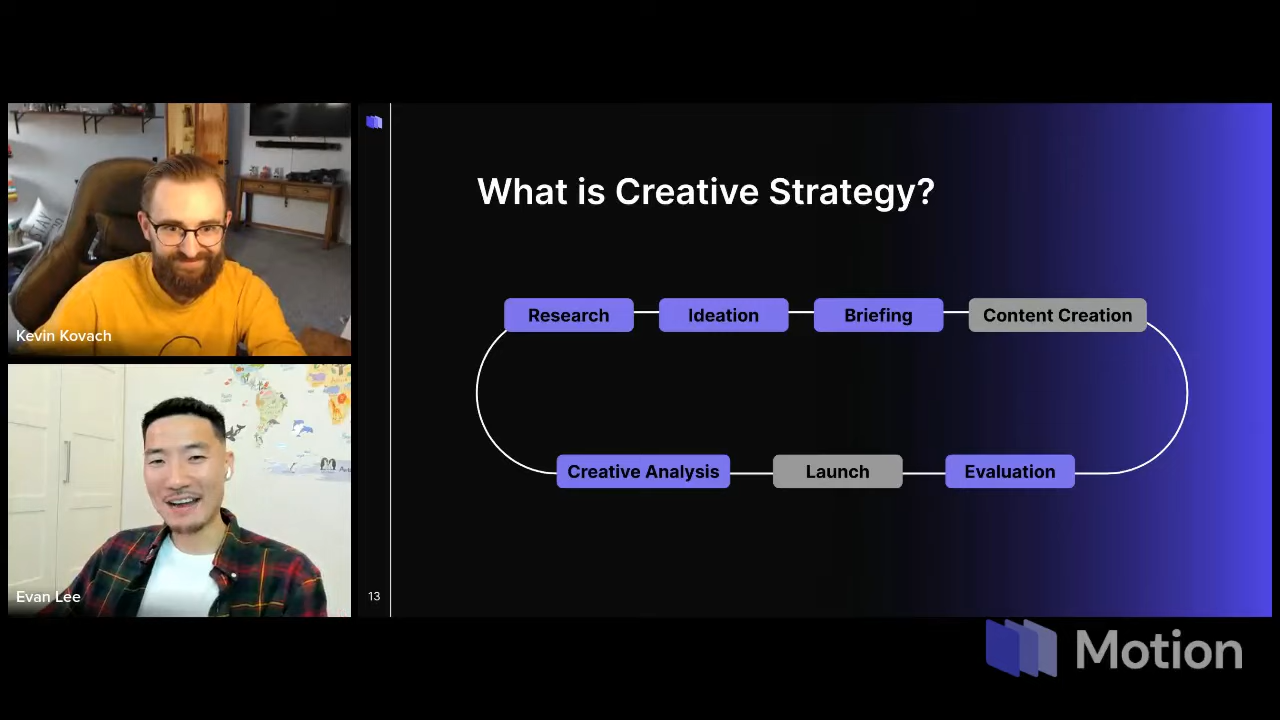 Kevin Kovach
Evan Lee
What is Creative Strategy?
Research
Ideation
Briefing
Content Creation
Creative Analysis
Launch
Evaluation
13
Motion